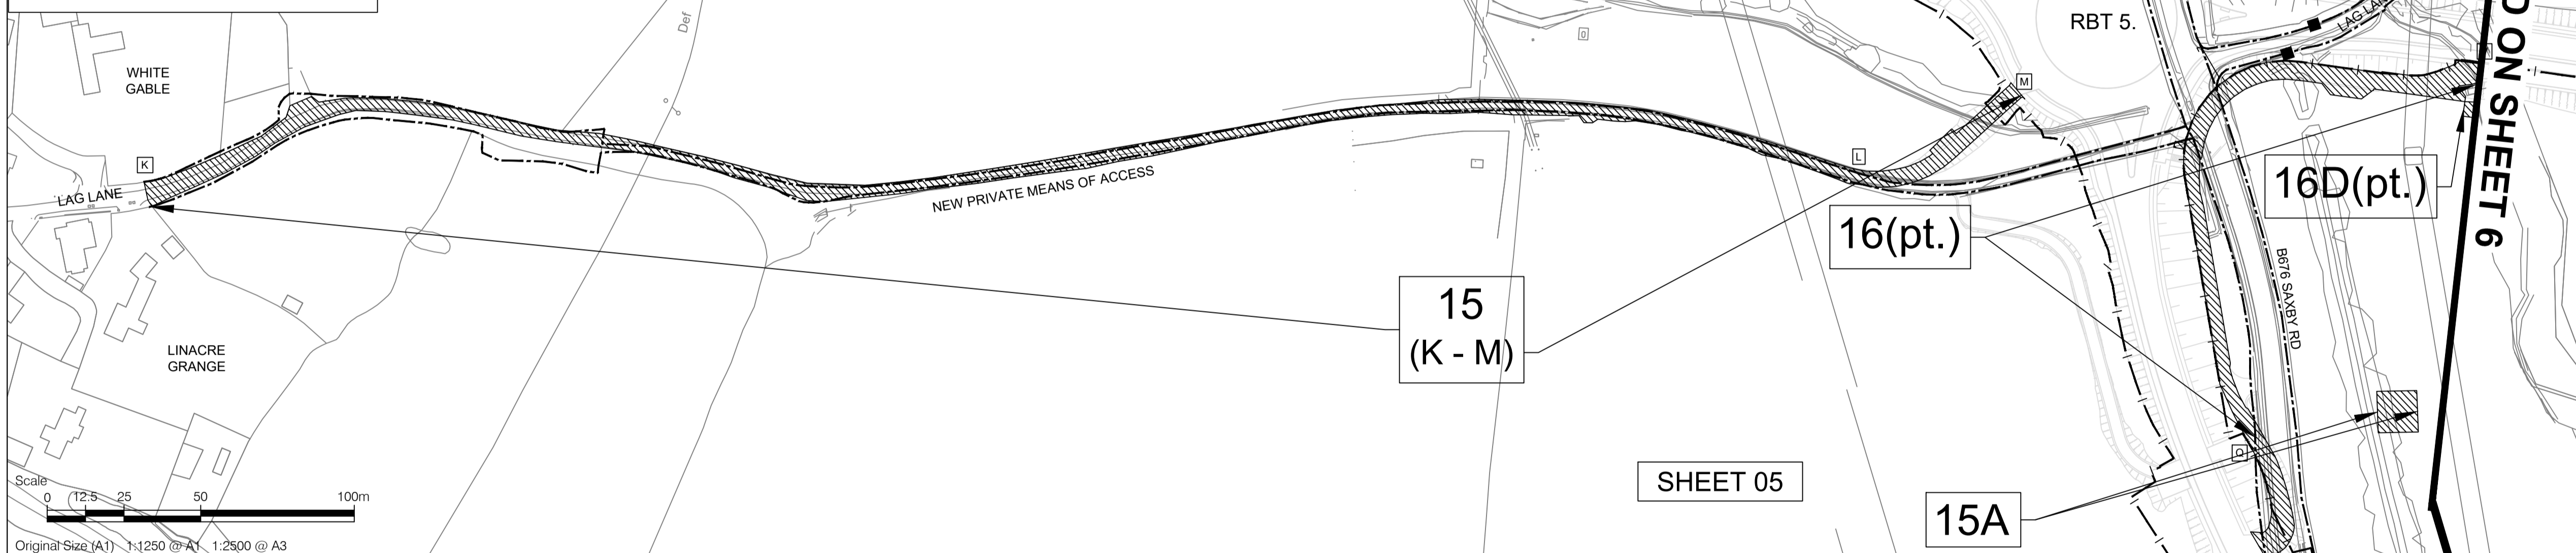 WHITE
GABLE
Def
RBT 5.
LAG LA
D ON SHEET 6
K
LAG LANE
NEW PRIVATE MEANS OF ACCESS
L
M
16D(pt.)
16(pt.)
B676 SAXBY RD
15
(K - M)
LINACRE
GRANGE
Q
SHEET 05
15A
Scale
0 12.5 25 50 100m
Original Size (A1) 1:1250 @ A1 1:2500 @ A3